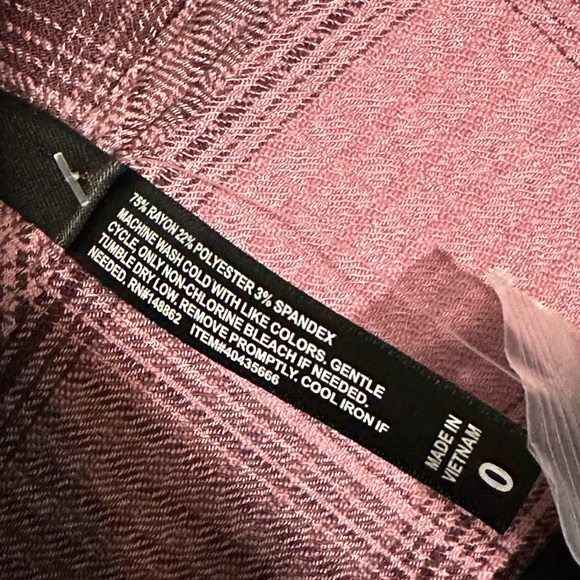 75% RAYON 22% POLYESTER 3% SPANDEX
MACHINE WASH COLD WITH LIKE COLORS. GENTLE
CYCLE. ONLY NON-CHLORINE BLEACH IF NEEDED.
TUMBLE DRY LOW. REMOVE PROMPTLY. COOL IRON IF
NEEDED. RN#148862 ITEM#40435666
MADE IN
VIETNAM
0